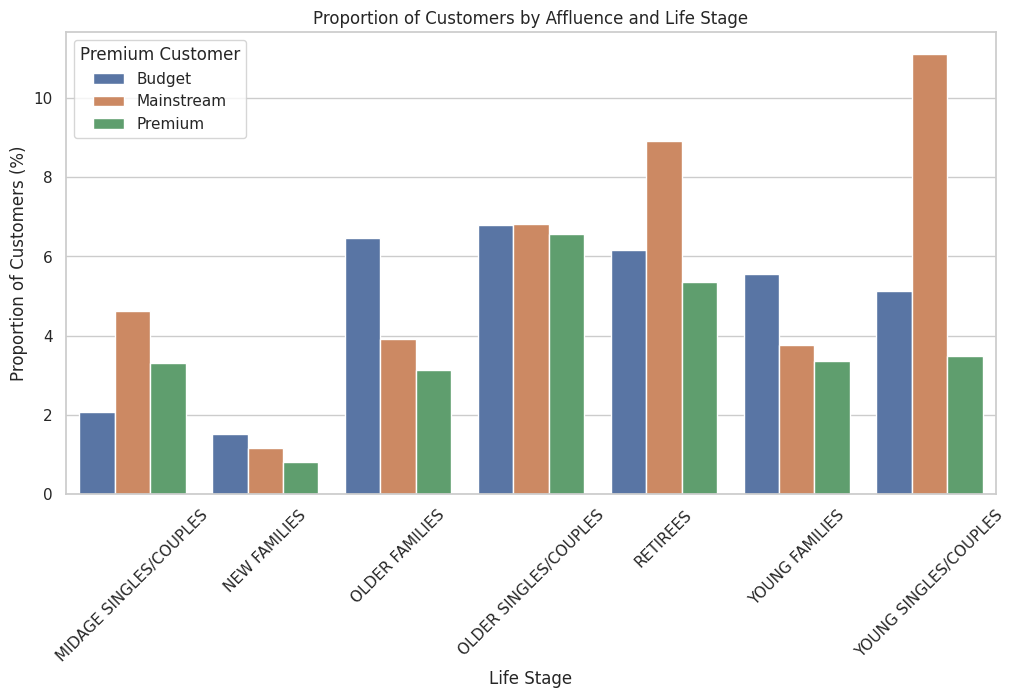 Proportion of Customers by Affluence and Life Stage
Premium Customer
Budget
Mainstream
Premium
Proportion of Customers (%)
10
8
6
4
2
0
MIDAGE SINGLES/COUPLES
NEW FAMILIES
OLDER FAMILIES
OLDER SINGLES/COUPLES
RETIREES
YOUNG FAMILIES
YOUNG SINGLES/COUPLES
Life Stage